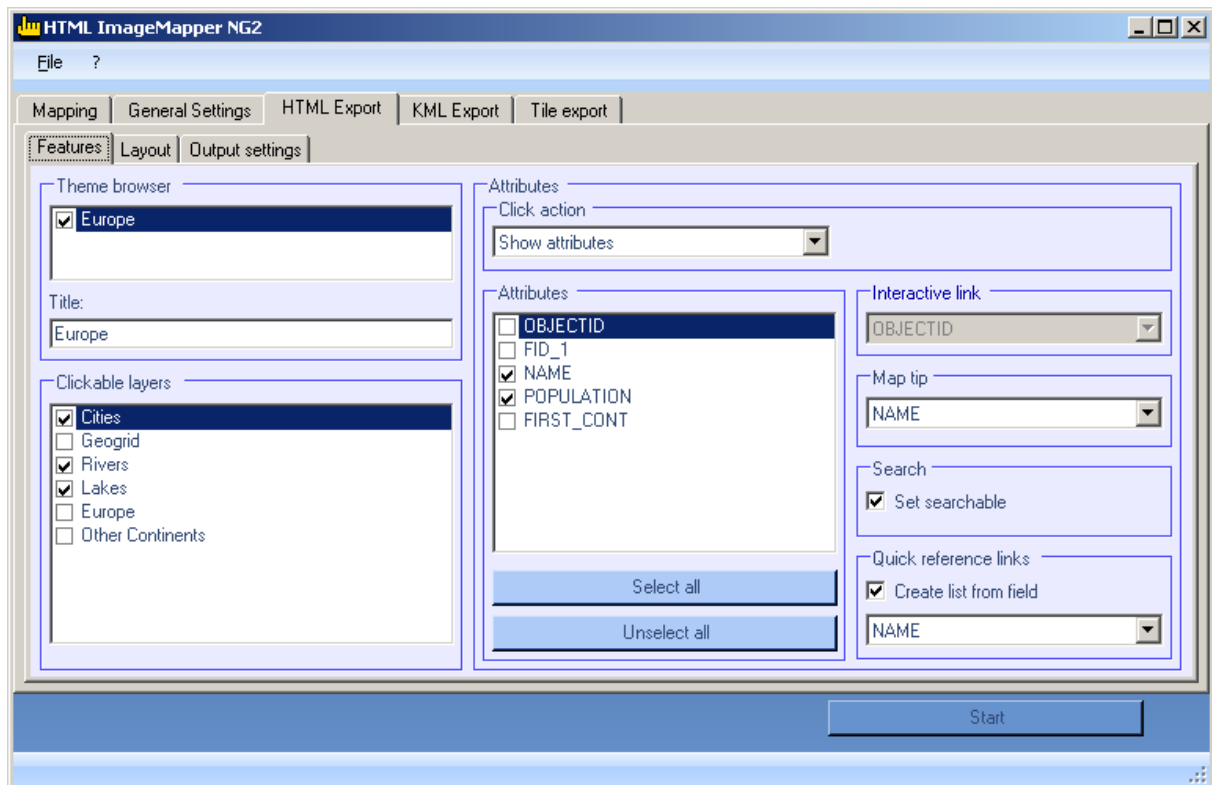 HTML ImageMapper NG2
File ?
Mapping General Settings HTML Export KML Export Tile export
Features Layout Output settings
Theme browser
Europe
Title:
Europe
Clickable layers
Cities
Geogrid
Rivers
Lakes
Europe
Other Continents
Attributes
Click action
Show attributes
Attributes
OBJECTID
FID_1
NAME
POPULATION
FIRST_CONT
Select all
Unselect all
Interactive link
OBJECTID
Map tip
NAME
Search
Set searchable
Quick reference links
Create list from field
NAME
Start